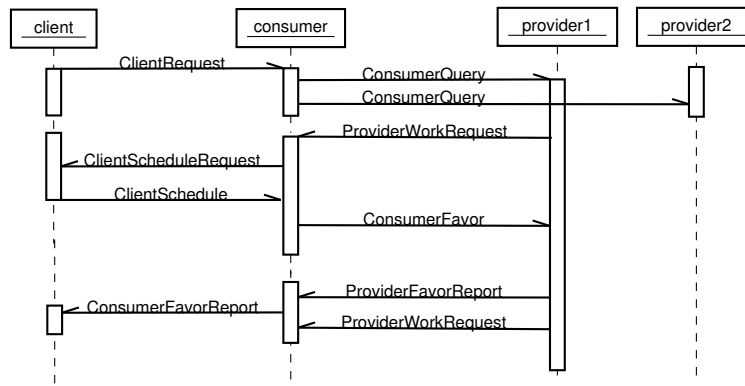 client
consumer
provider1
provider2
ClientRequest
ConsumerQuery
ConsumerQuery
ProviderWorkRequest
ClientScheduleRequest
ClientSchedule
ConsumerFavor
ProviderFavorReport
ConsumerFavorReport
ProviderWorkRequest